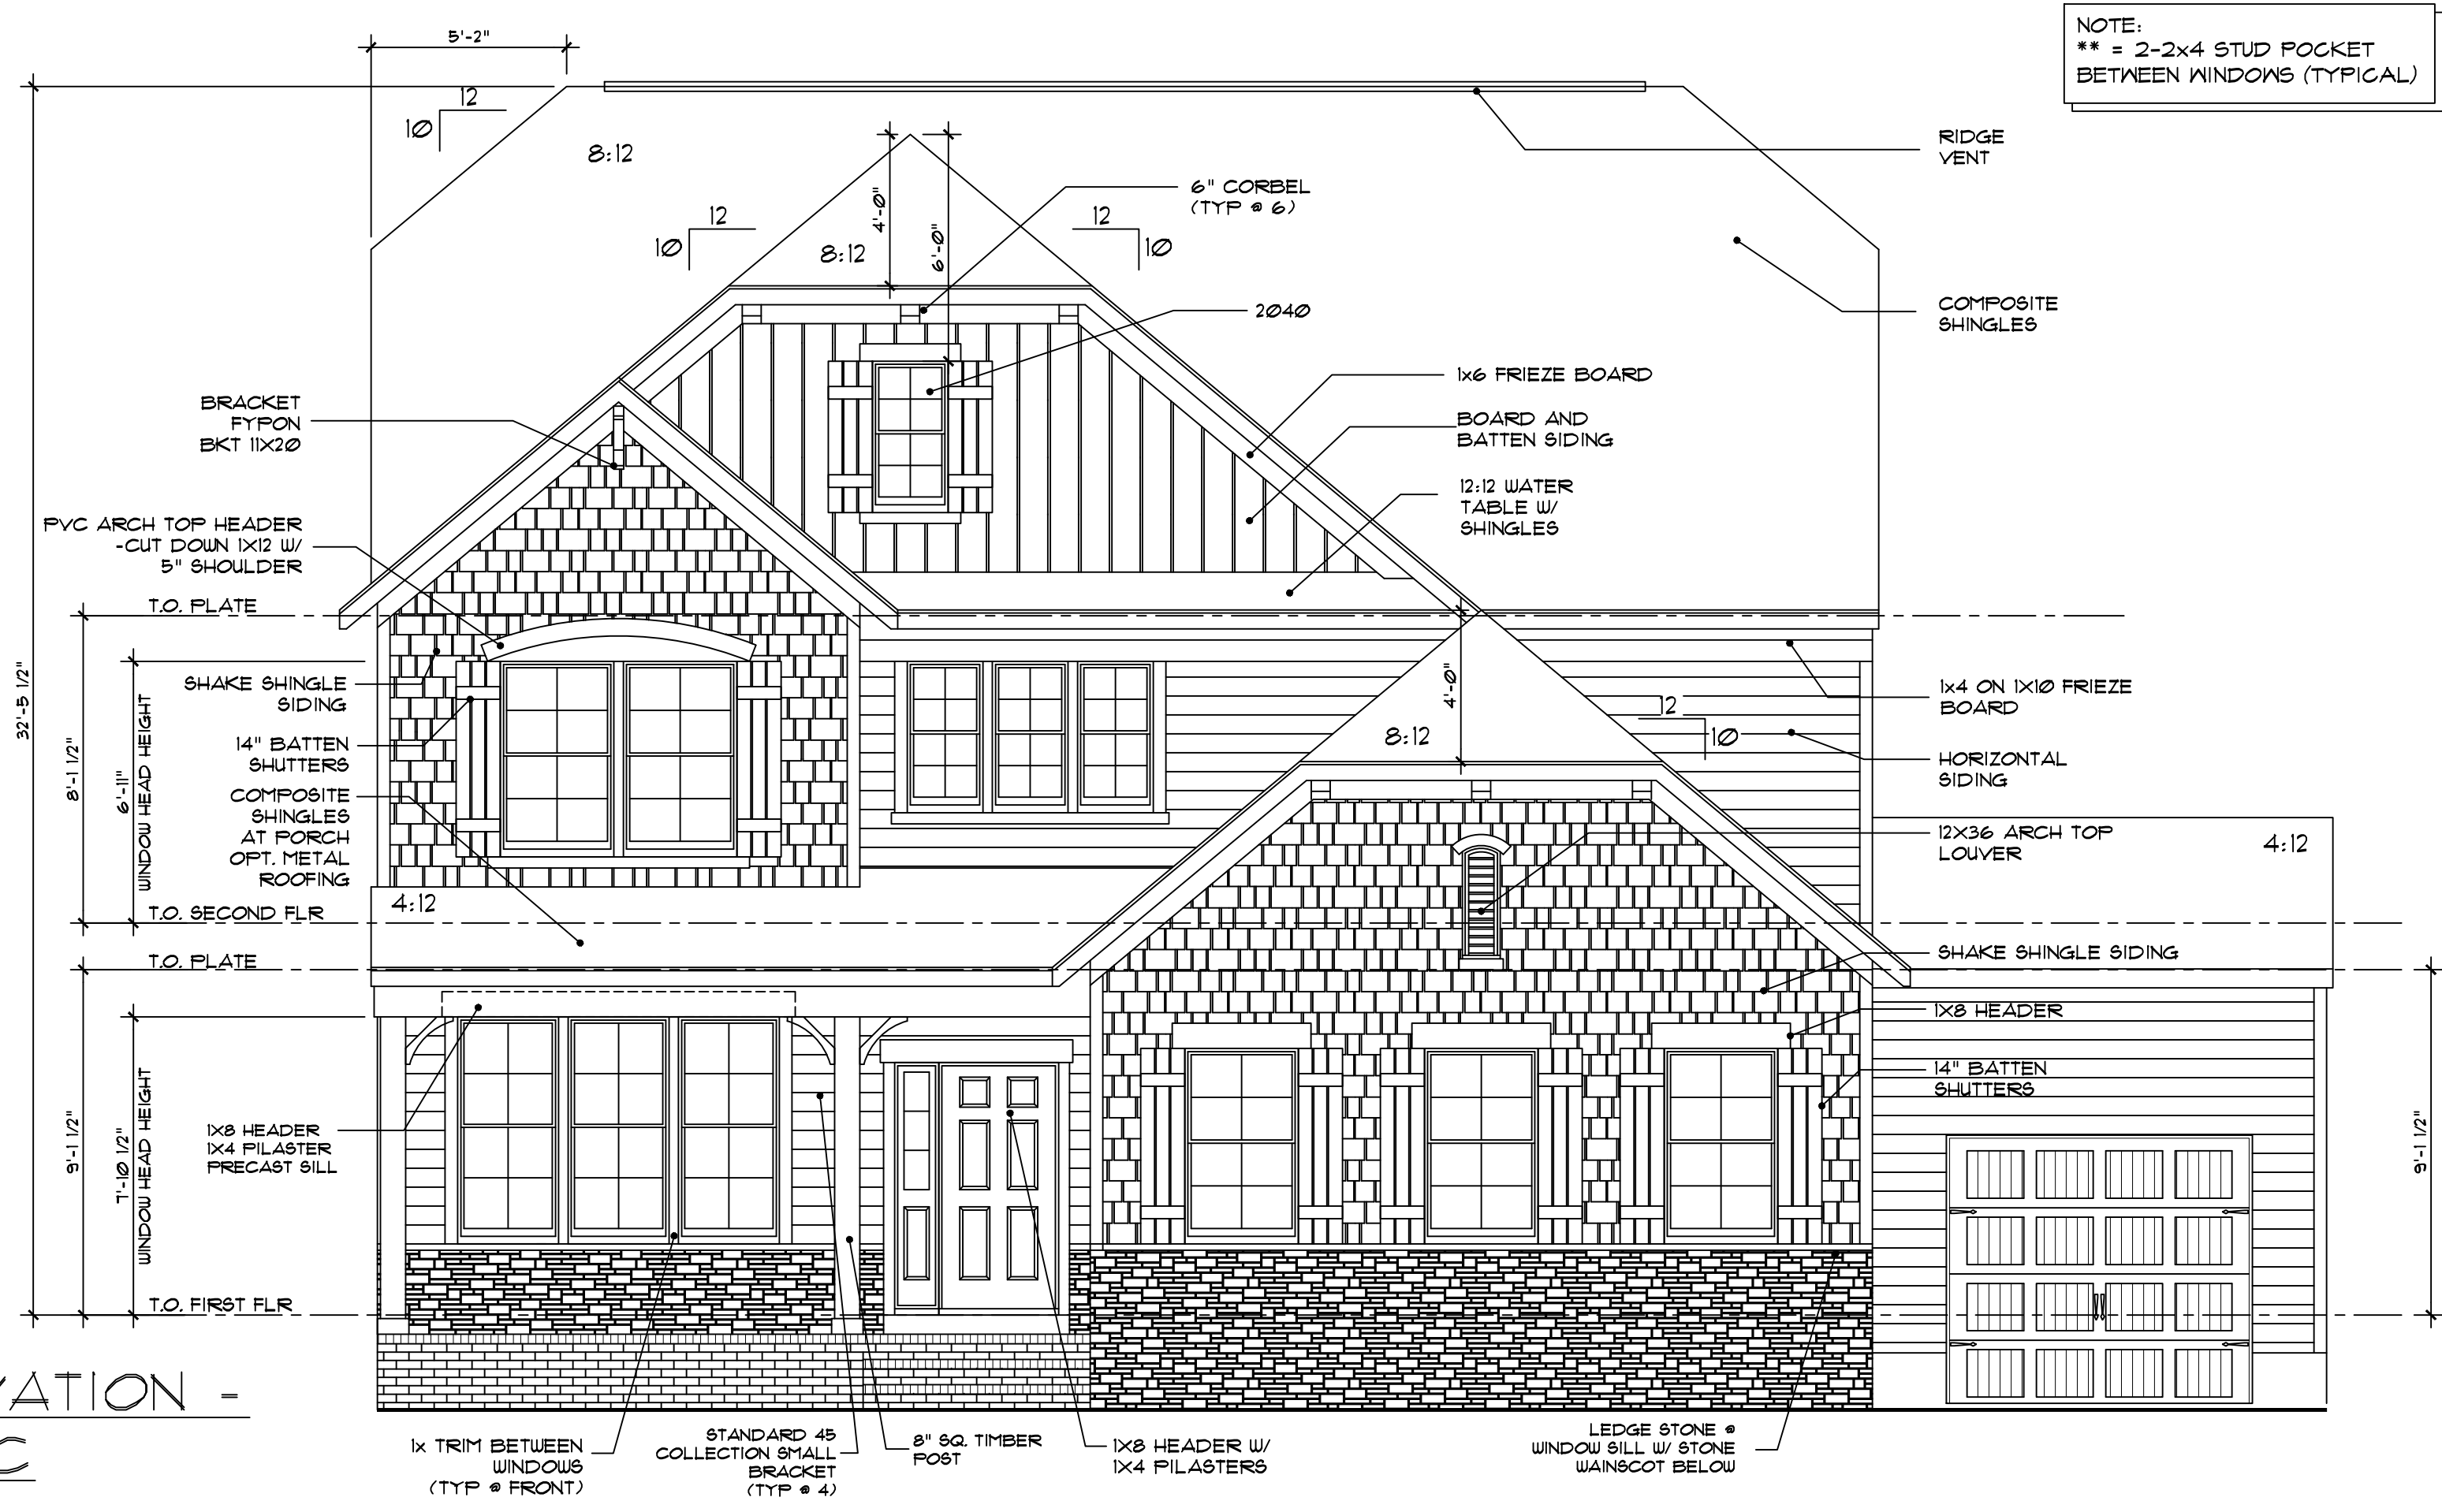 NOTE:
** = 2-2x4 STUD POCKET
BETWEEN WINDOWS (TYPICAL)
5'-2"
12
10
8:12
RIDGE
VENT
6" CORBEL
(TYP @ 6)
4'-0"
6'-0"
12
10
8:12
12
10
2040
COMPOSITE
SHINGLES
1x6 FRIEZE BOARD
BOARD AND
BATTEN SIDING
12:12 WATER
TABLE W/
SHINGLES
BRACKET
FYPON
BKT 11X20
PVC ARCH TOP HEADER
-CUT DOWN 1X12 W/
5" SHOULDER
T.O. PLATE
SHAKE SHINGLE
SIDING
14" BATTEN
SHUTTERS
COMPOSITE
SHINGLES
AT PORCH
OPT. METAL
ROOFING
32'-5 1/2"
8'-1 1/2"
6'-11"
WINDOW HEAD HEIGHT
4'-0"
8:12
12
10
1x4 ON 1X10 FRIEZE
BOARD
HORIZONTAL
SIDING
12X36 ARCH TOP
LOUVER
4:12
4:12
T.O. SECOND FLR
T.O. PLATE
SHAKE SHINGLE SIDING
1X8 HEADER
14" BATTEN
SHUTTERS
9'-1 1/2"
7'-10 1/2"
WINDOW HEAD HEIGHT
1X8 HEADER
1X4 PILASTER
PRECAST SILL
9'-1 1/2"
T.O. FIRST FLR
VATION -
C
1x TRIM BETWEEN
WINDOWS
(TYP @ FRONT)
STANDARD 45
COLLECTION SMALL
BRACKET
(TYP @ 4)
8" SQ. TIMBER
POST
1X8 HEADER W/
1X4 PILASTERS
LEDGE STONE @
WINDOW SILL W/ STONE
WAINSCOT BELOW